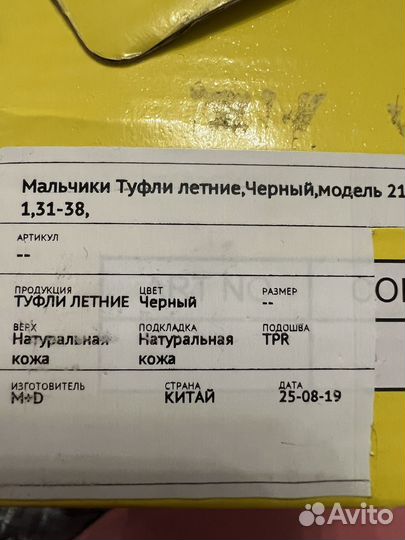 Мальчики Туфли летние,Черный,модель 21
1,31-38,
АРТИКУЛ
--
ПРОДУКЦИЯ ЦВЕТ РАЗМЕР
ТУФЛИ ЛЕТНИЕ Черный --
ВЕРХ ПОДКЛАДКА ПОДОШВА
Натуральная Натуральная TPR
кожа кожа
ИЗГОТОВИТЕЛЬ СТРАНА ДАТА
M+D КИТАЙ 25-08-19
Avito